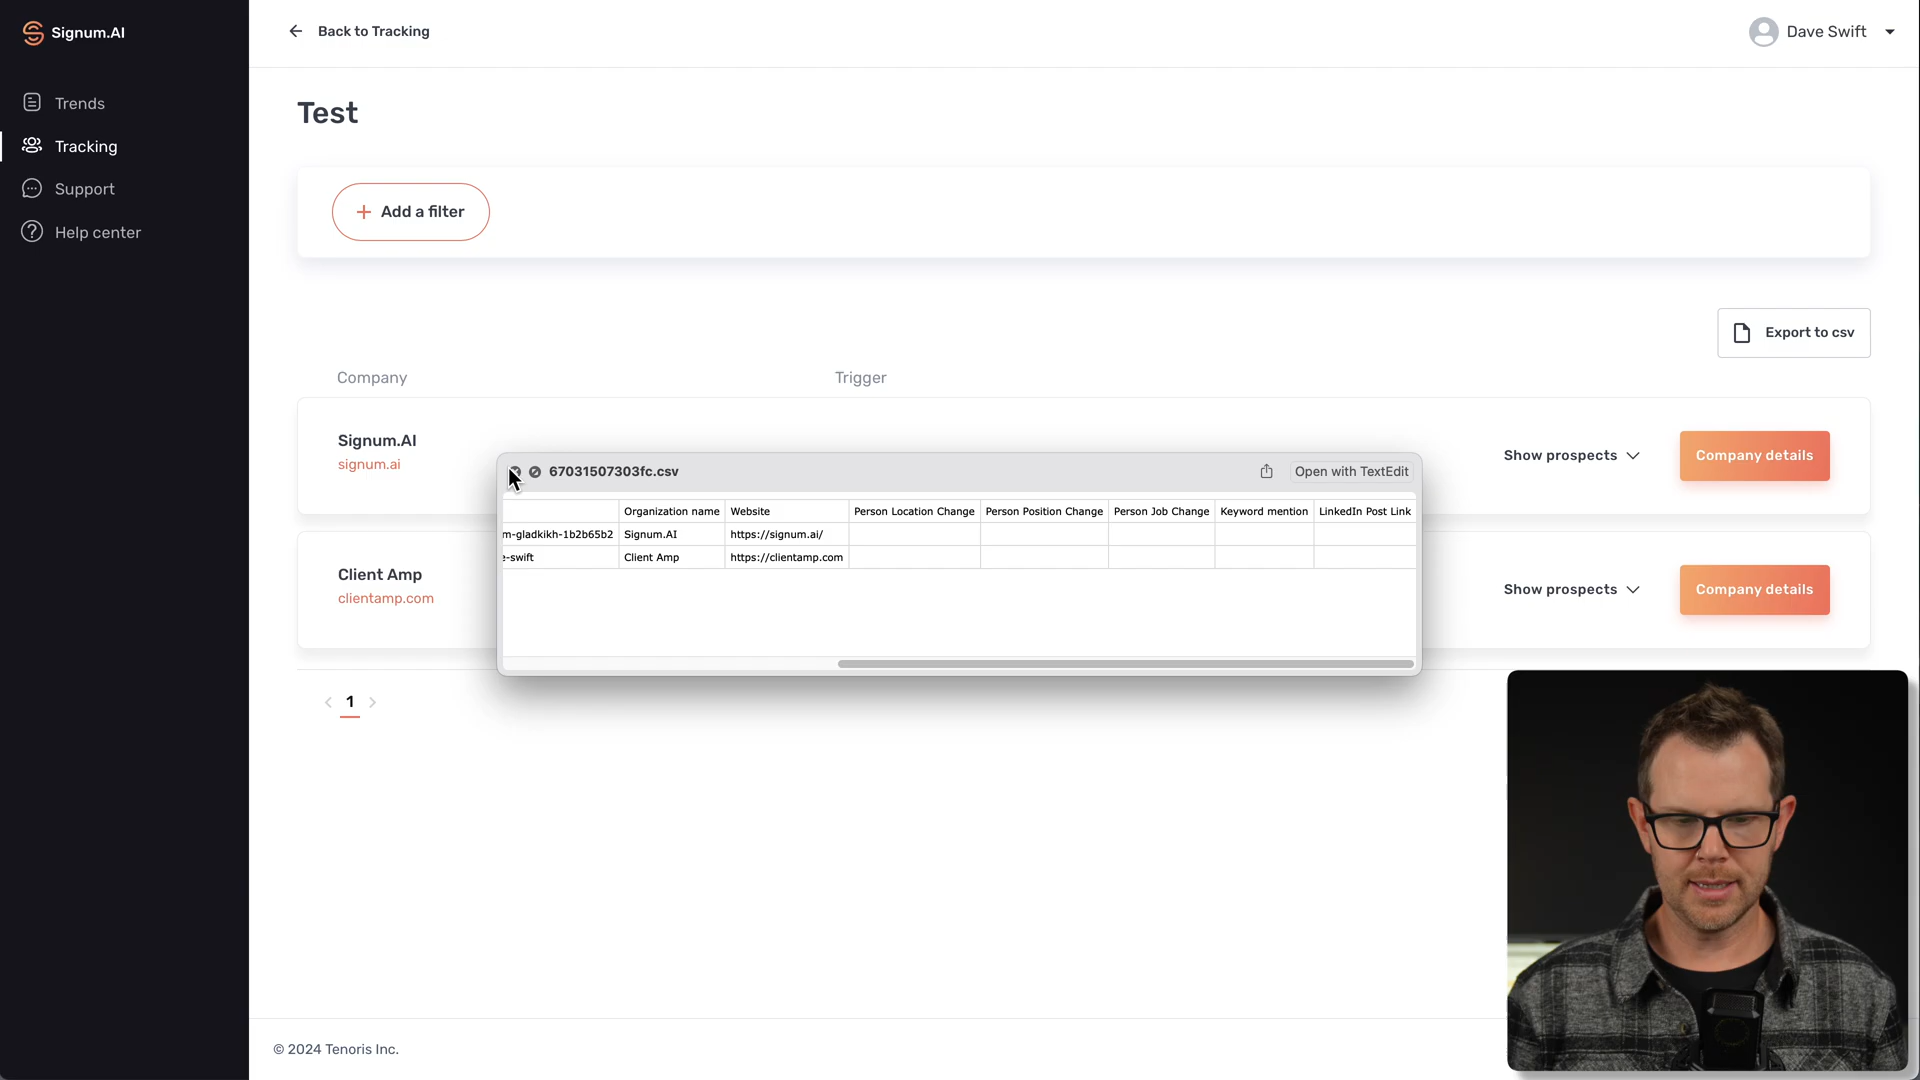 Signum.AI
Back to Tracking
Dave Swift
Trends
Tracking
Support
Help center
Test
+ Add a filter
Export to csv
Company
Trigger
Signum.AI
signum.ai
Show prospects
Company details
67031507303fc.csv
Open with TextEdit
Organization name
Website
Person Location Change
Person Position Change
Person Job Change
Keyword mention
LinkedIn Post Link
m-gladkikh-1b2b65b2
Signum.AI
https://signum.ai/
e-swift
Client Amp
https://clientamp.com
Client Amp
clientamp.com
Show prospects
Company details
1
© 2024 Tenoris Inc.